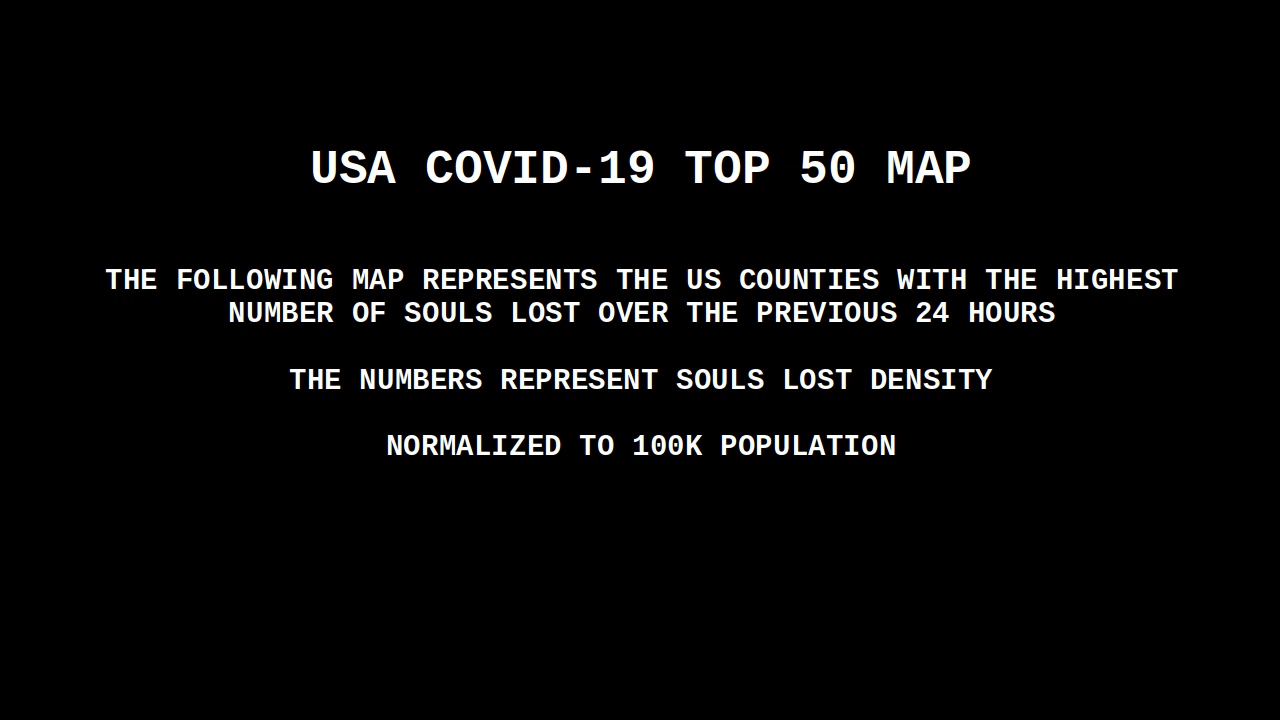 USA COVID-19 TOP 50 MAP
THE FOLLOWING MAP REPRESENTS THE US COUNTIES WITH THE HIGHEST
NUMBER OF SOULS LOST OVER THE PREVIOUS 24 HOURS
THE NUMBERS REPRESENT SOULS LOST DENSITY
NORMALIZED TO 100K POPULATION